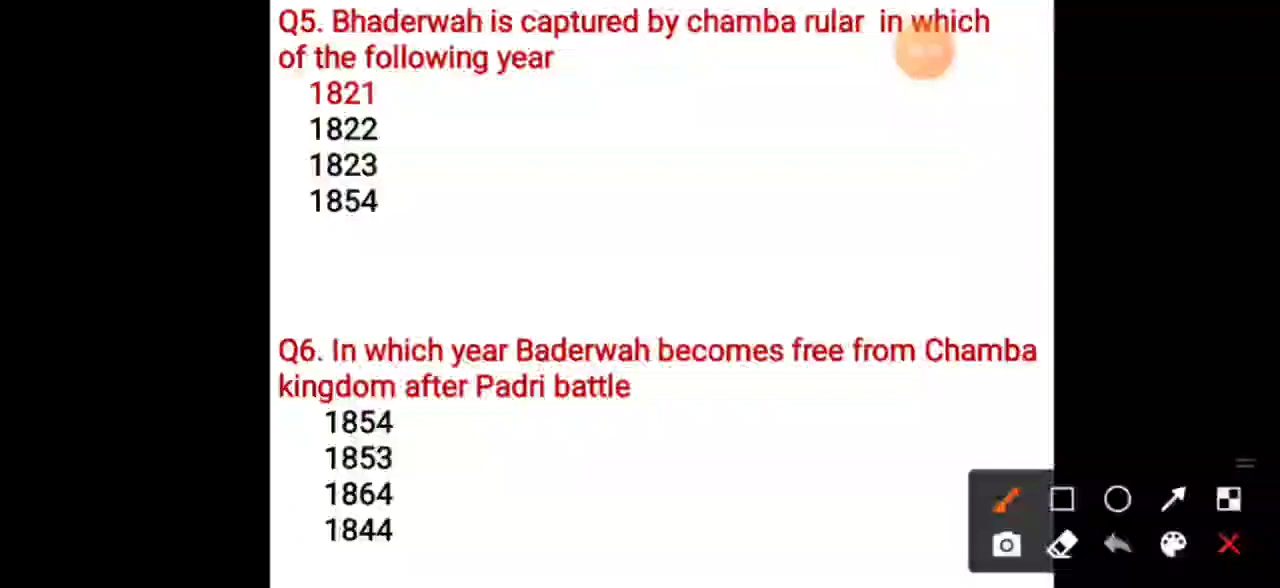 Q5. Bhaderwah is captured by chamba rular in which
of the following year
1821
1822
1823
1854
Q6. In which year Baderwah becomes free from Chamba
kingdom after Padri battle
1854
1853
1864
1844